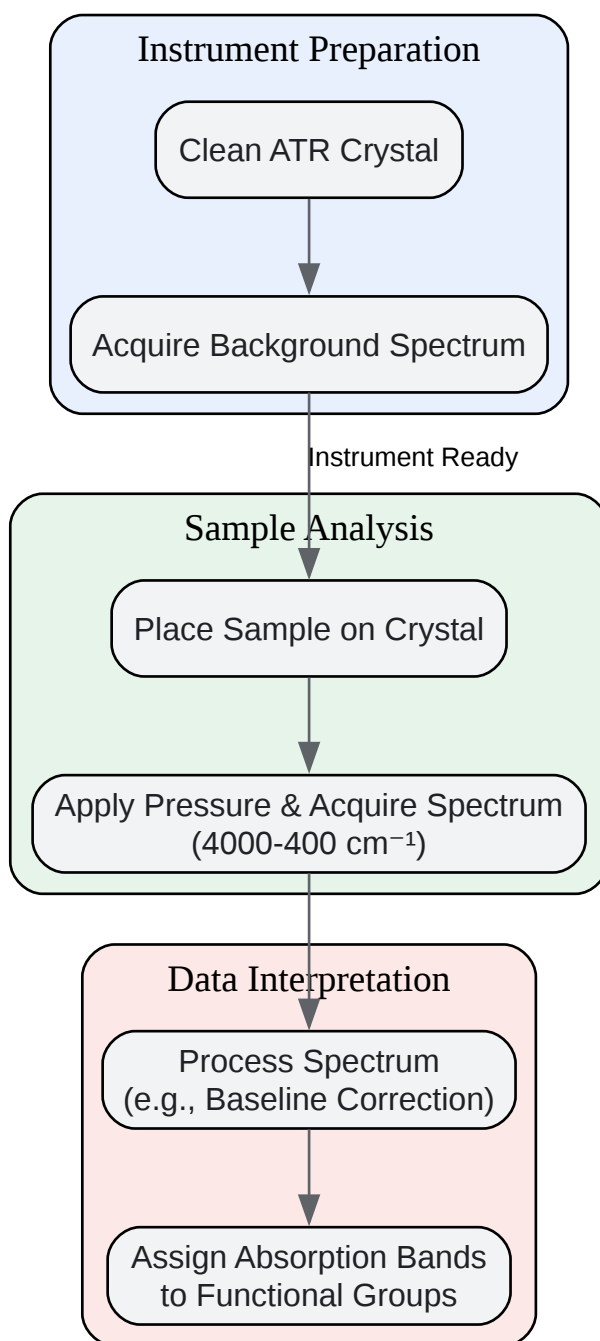 Instrument Preparation
Clean ATR Crystal
Acquire Background Spectrum
Instrument Ready
Sample Analysis
Place Sample on Crystal
Apply Pressure & Acquire Spectrum
(4000-400 cm⁻¹)
Data Interpretation
Process Spectrum
(e.g., Baseline Correction)
Assign Absorption Bands
to Functional Groups